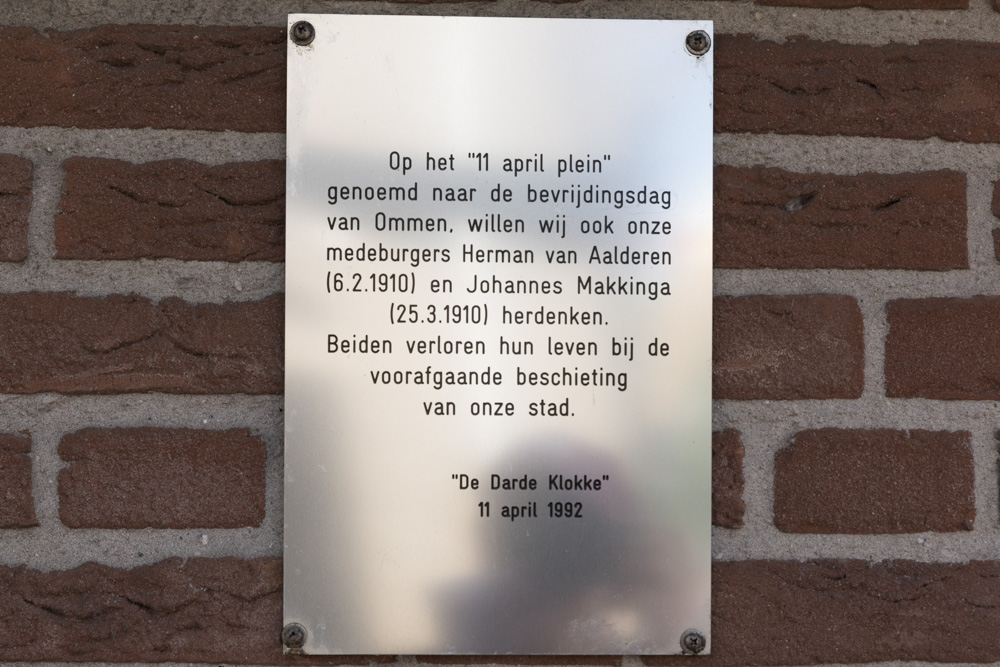 Op het "11 april plein"
genoemd naar de bevrijdingsdag
van Ommen, willen wij ook onze
medeburgers Herman van Aalderen
(6.2.1910) en Johannes Makkinga
(25.3.1910) herdenken.
Beiden verloren hun leven bij de
voorafgaande beschieting
van onze stad.
"De Darde Klokke"
11 april 1992